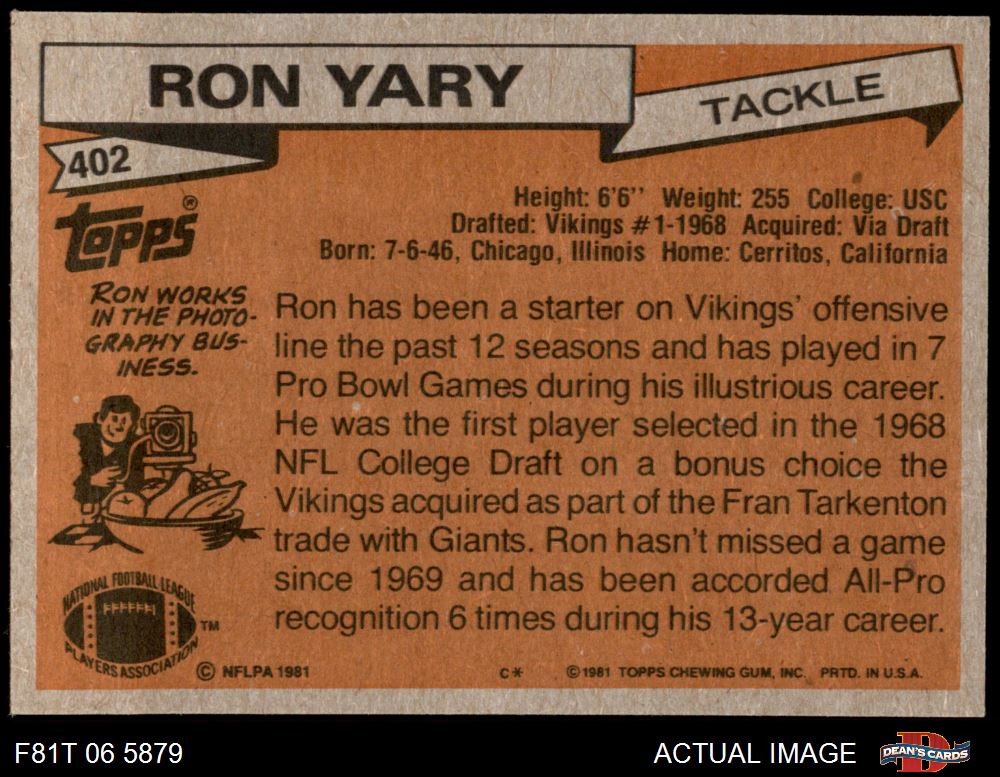 RON YARY
TACKLE
402
TOPPS®
Height: 6'6'' Weight: 255 College: USC
Drafted: Vikings #1-1968 Acquired: Via Draft
Born: 7-6-46, Chicago, Illinois Home: Cerritos, California
RON WORKS
IN THE PHOTO-
GRAPHY BUS-
INESS.
Ron has been a starter on Vikings' offensive
line the past 12 seasons and has played in 7
Pro Bowl Games during his illustrious career.
He was the first player selected in the 1968
NFL College Draft on a bonus choice the
Vikings acquired as part of the Fran Tarkenton
trade with Giants. Ron hasn't missed a game
since 1969 and has been accorded All-Pro
recognition 6 times during his 13-year career.
NATIONAL FOOTBALL LEAGUE
PLAYERS ASSOCIATION
TM
© NFLPA 1981
C*
©1981 TOPPS CHEWING GUM, INC. PRTD. IN U.S.A.
F81T 06 5879
ACTUAL IMAGE
D
DEAN'S CARDS